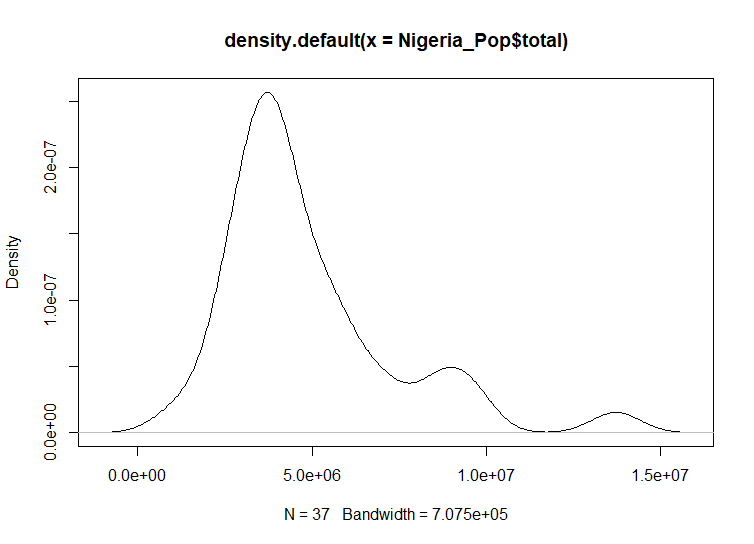 density.default(x = Nigeria_Pop$total)
Density
2.0e-07
1.0e-07
0.0e+00
0.0e+00 5.0e+06 1.0e+07 1.5e+07
N = 37 Bandwidth = 7.075e+05